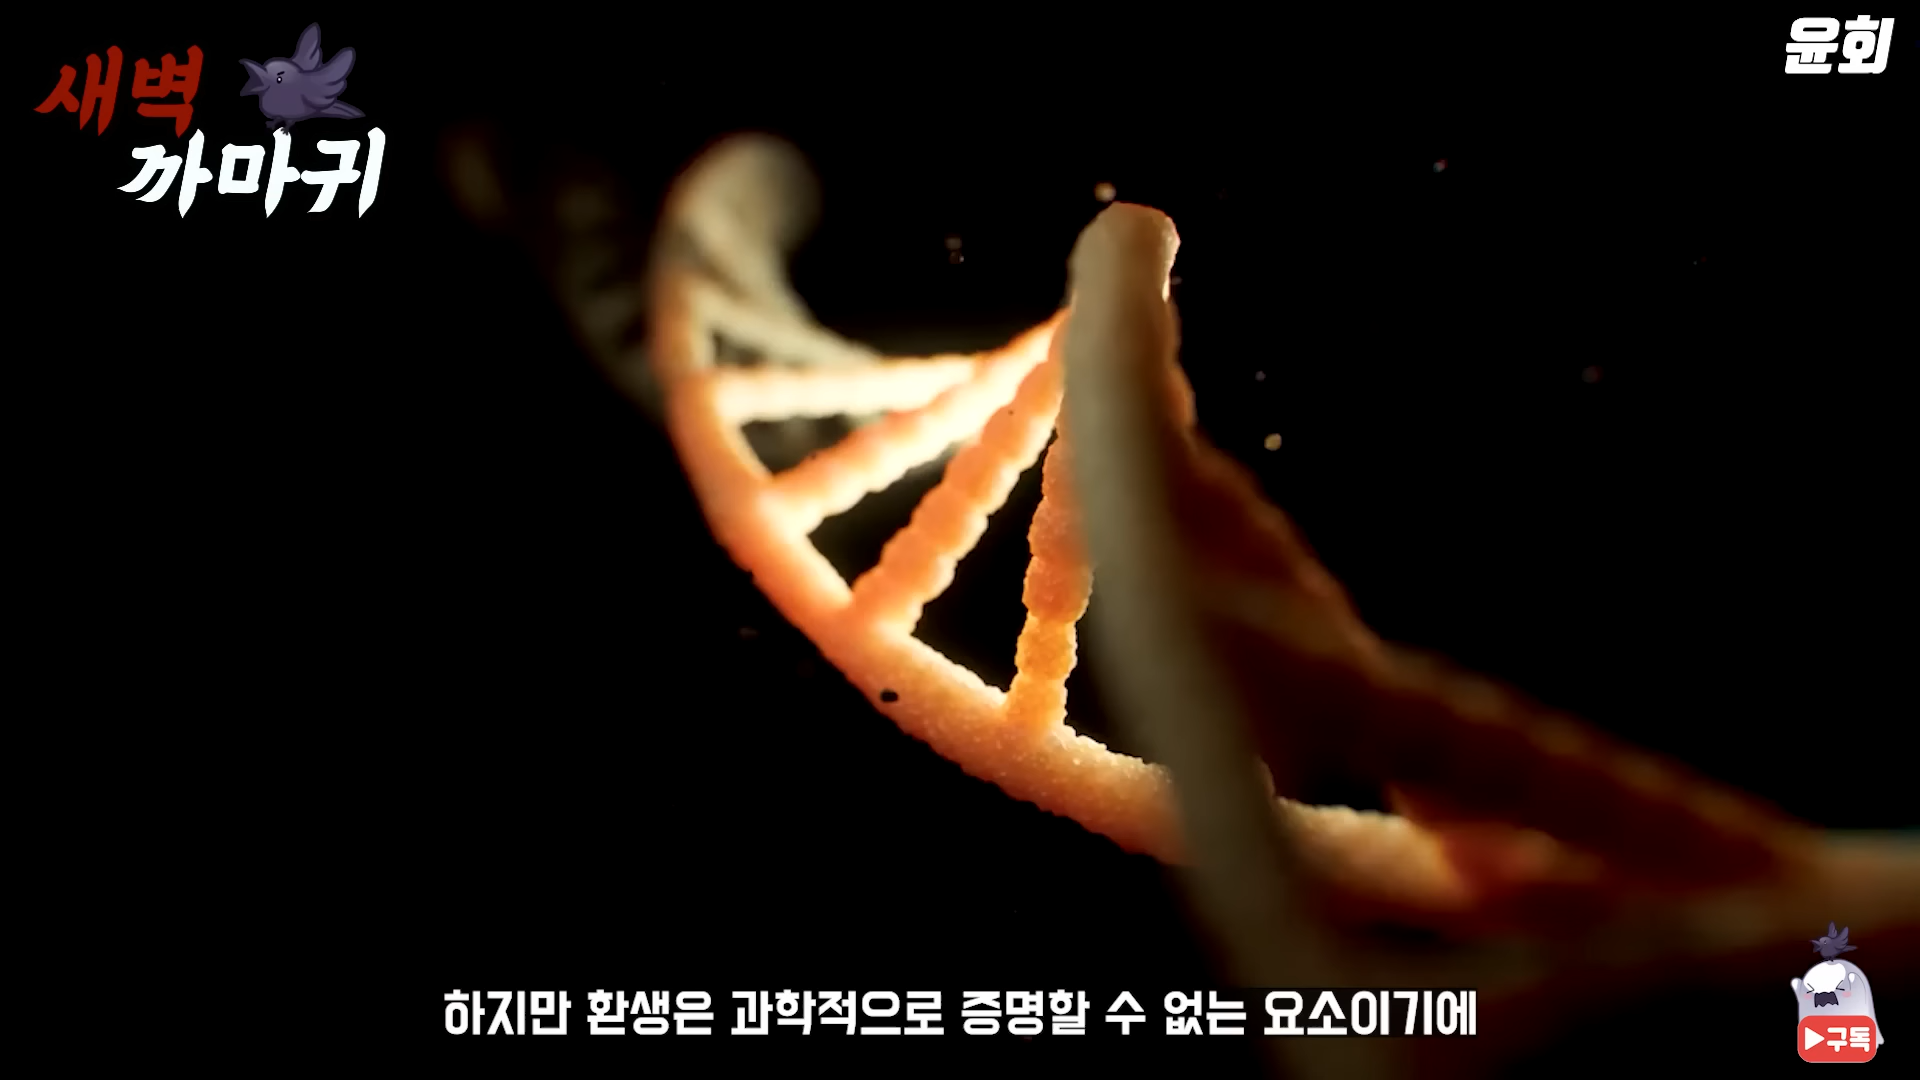 새벽
까마귀
윤회
하지만 환생은 과학적으로 증명할 수 없는 요소이기에
구독